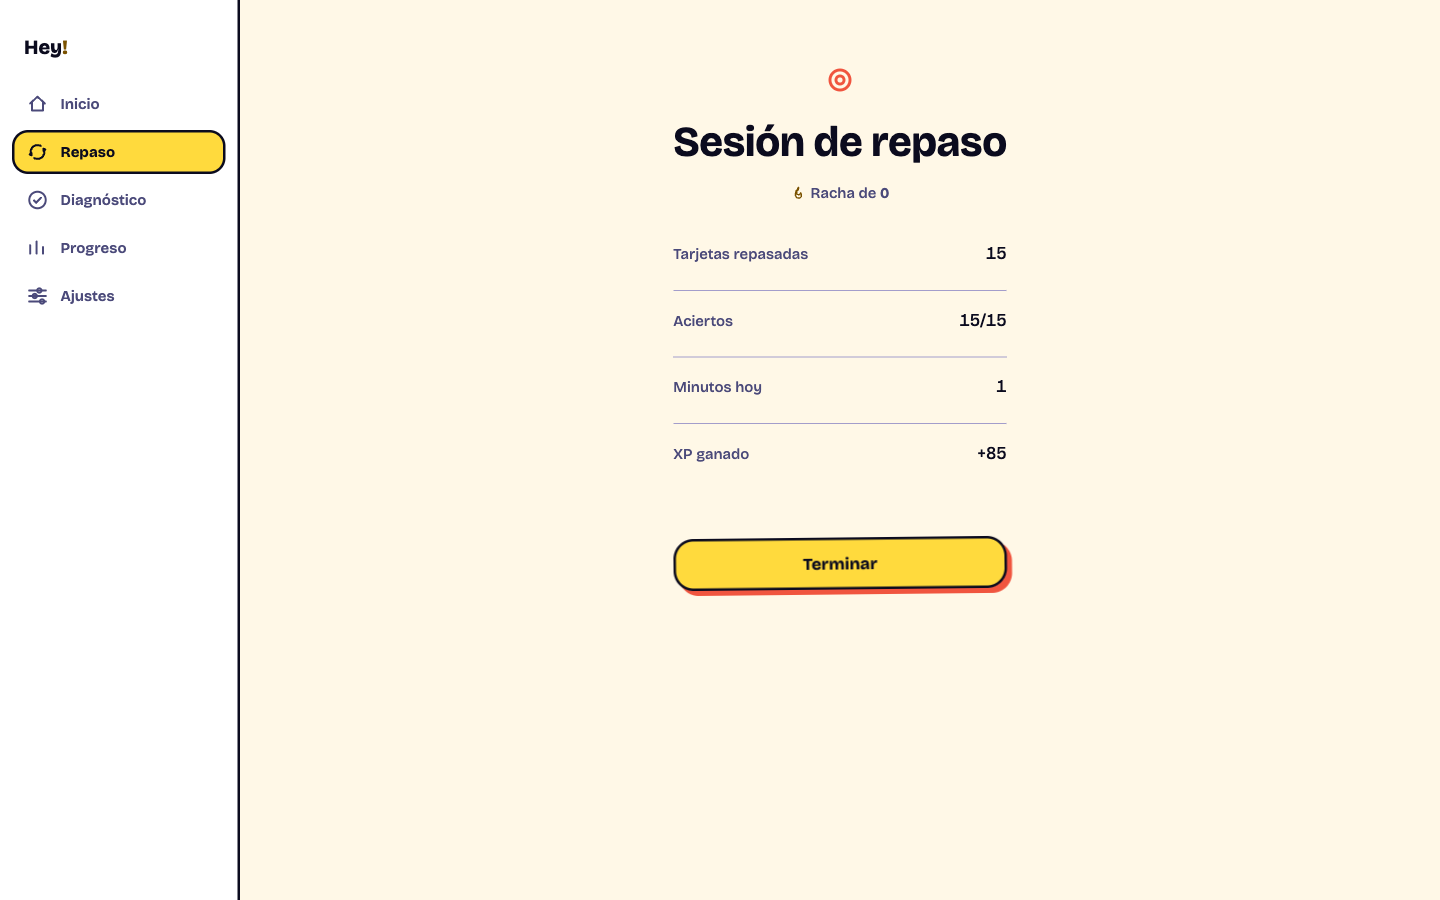 Hey!
Inicio
Repaso
Diagnóstico
Progreso
Ajustes
Sesión de repaso
Racha de 0
Tarjetas repasadas 15
Aciertos 15/15
Minutos hoy 1
XP ganado +85
Terminar